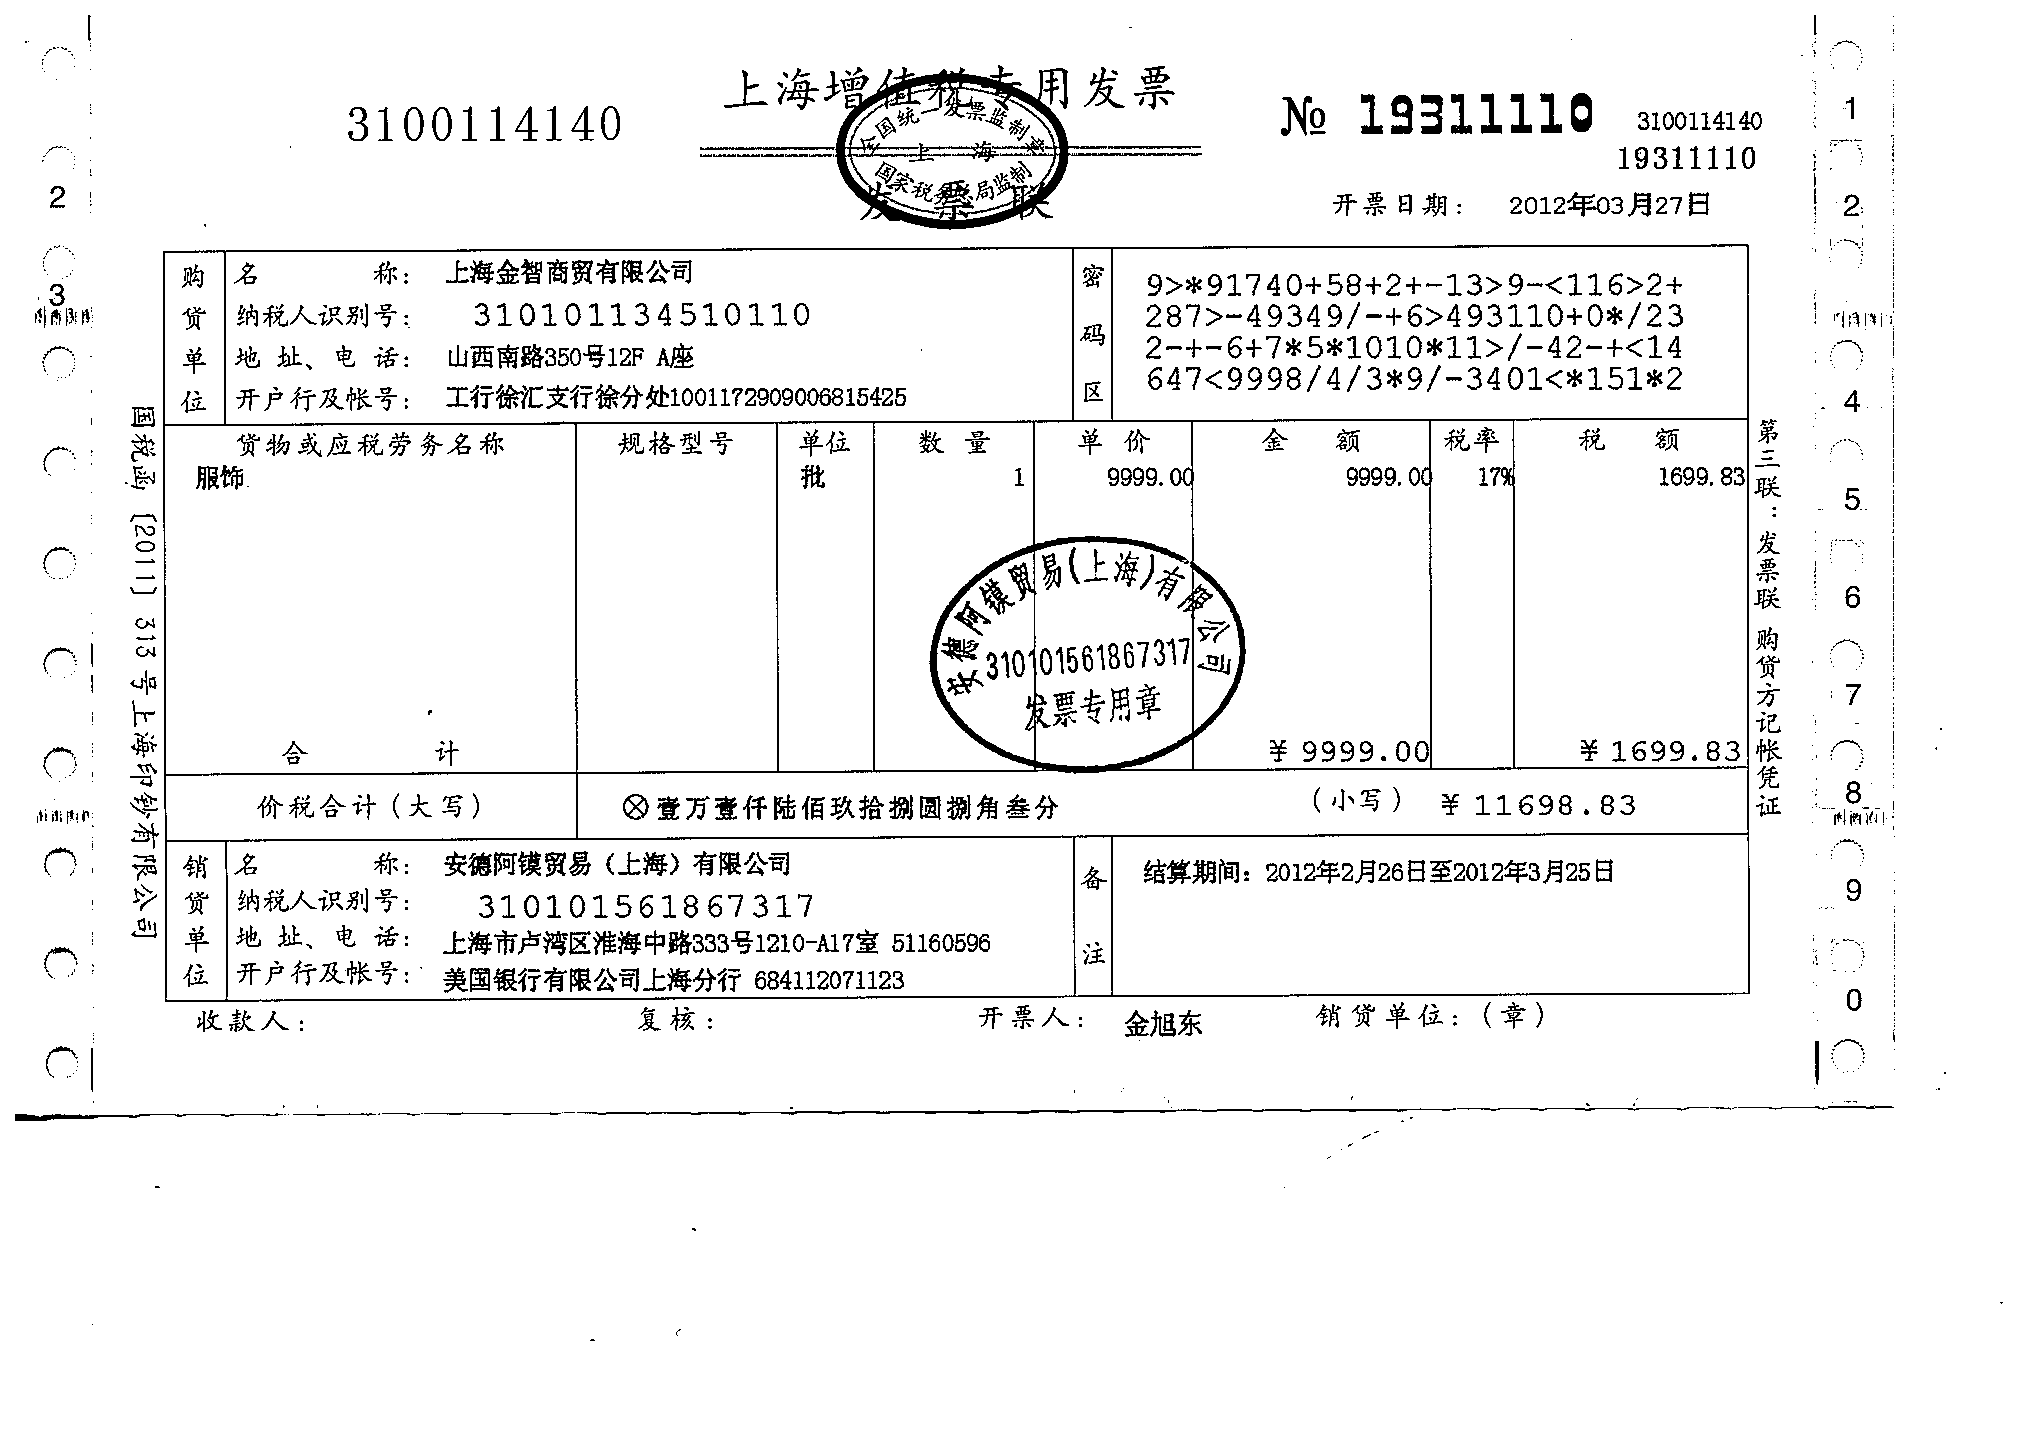 上海增值税专用发票
3100114140
全国统一发票监制章
上 海
国家税务总局监制
发 票 联
№ 19311110
3100114140
19311110
开票日期： 2012年03月27日
购货单位
名 称： 上海金智商贸有限公司
纳税人识别号： 310101134510110
地 址、电 话： 山西南路350号12F A座
开户行及帐号： 工行徐汇支行徐分处1001172909006815425
密码区
9>*91740+58+2+-13>9-<116>2+
287>-49349/-+6>493110+0*/23
2-+-6+7*5*1010*11>/-42-+<14
647<9998/4/3*9/-3401<*151*2
货物或应税劳务名称 规格型号 单位 数 量 单 价 金 额 税率 税 额
服饰 批 1 9999.00 9999.00 17% 1699.83
安德阿镆贸易(上海)有限公司
310101561867317
发票专用章
合 计 ￥9999.00 ￥1699.83
价税合计(大写) ⊗壹万壹仟陆佰玖拾捌圆捌角叁分 (小写) ￥11698.83
销货单位
名 称： 安德阿镆贸易（上海）有限公司
纳税人识别号： 310101561867317
地 址、电 话： 上海市卢湾区淮海中路333号1210-A17室 51160596
开户行及帐号： 美国银行有限公司上海分行 684112071123
备注
结算期间：2012年2月26日至2012年3月25日
收款人： 复核： 开票人： 金旭东 销货单位：(章)
国税函〔2011〕313号上海印钞有限公司
第三联：发票联 购货方记帐凭证
2
3
1
2
4
5
6
7
8
9
0